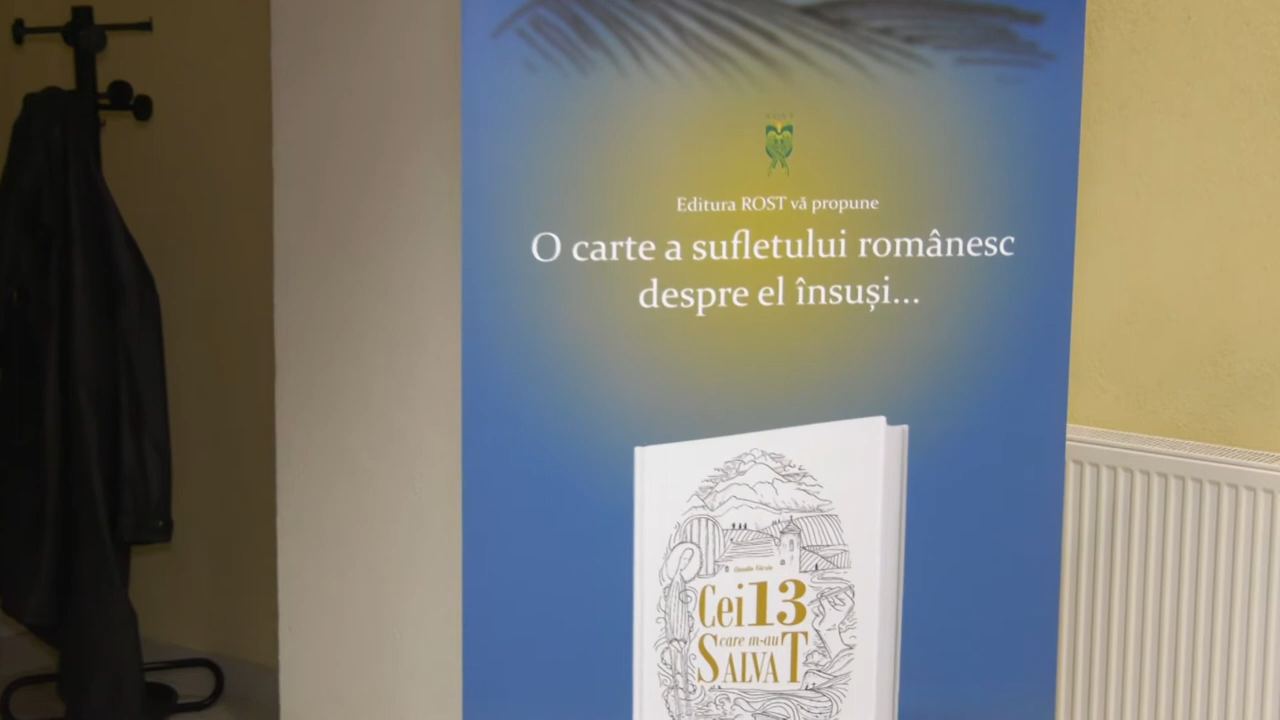 Editura ROST vă propune
O carte a sufletului românesc
despre el însuși...
Cei 13
care m-au
SALVAT